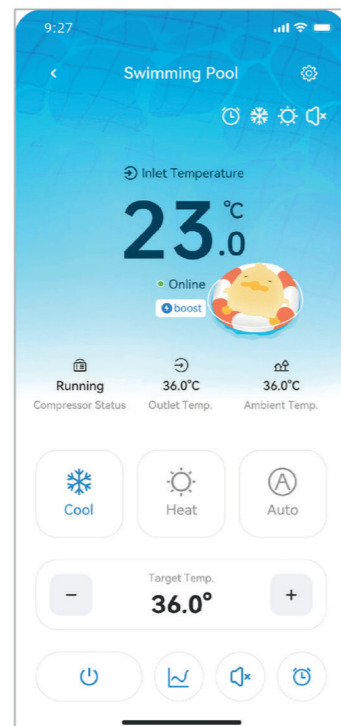 9:27
Swimming Pool
Inlet Temperature
23.0 °C
Online
boost
Running 36.0°C 36.0°C
Compressor Status Outlet Temp. Ambient Temp.
Cool Heat A Auto
Target Temp.
− 36.0° +